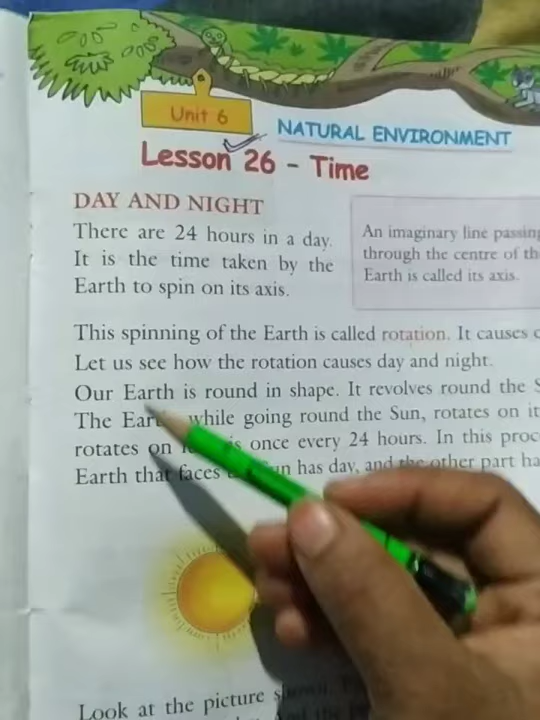 Unit 6
NATURAL ENVIRONMENT
Lesson 26 - Time
DAY AND NIGHT
There are 24 hours in a day.
It is the time taken by the
Earth to spin on its axis.
An imaginary line passing
through the centre of
Earth is called its axis.
This spinning of the Earth is called rotation. It causes
Let us see how the rotation causes day and night.
Our Earth is round in shape. It revolves round the
The while going round the Sun, rotates on
rotates on once every 24 hours. In this
Earth that faces has day, and the other part
Look at the picture